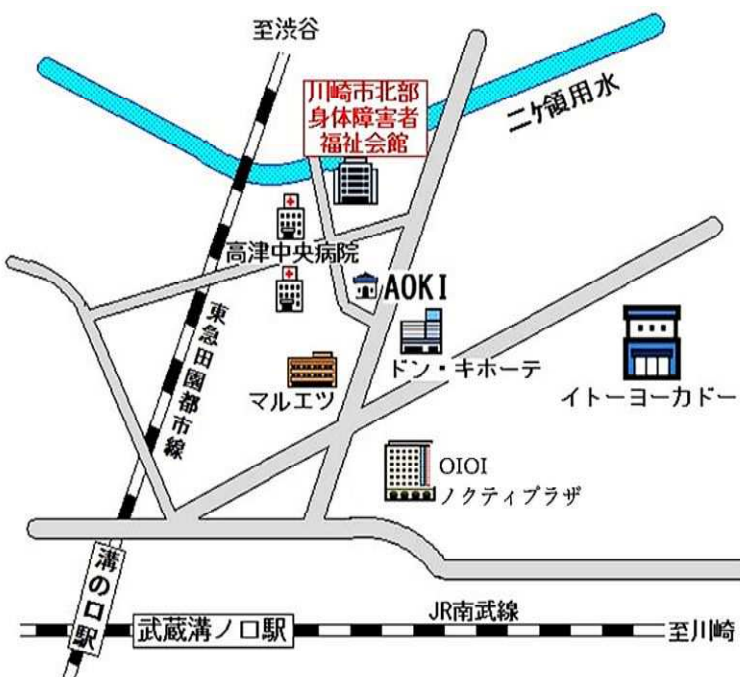 至渋谷
川崎市北部
身体障害者
福祉会館
二ヶ領用水
高津中央病院
AOKI
東急田園都市線
ドン・キホーテ
マルエツ
イトーヨーカドー
OIOI
ノクティプラザ
溝の口駅
JR南武線
武蔵溝ノ口駅
至川崎